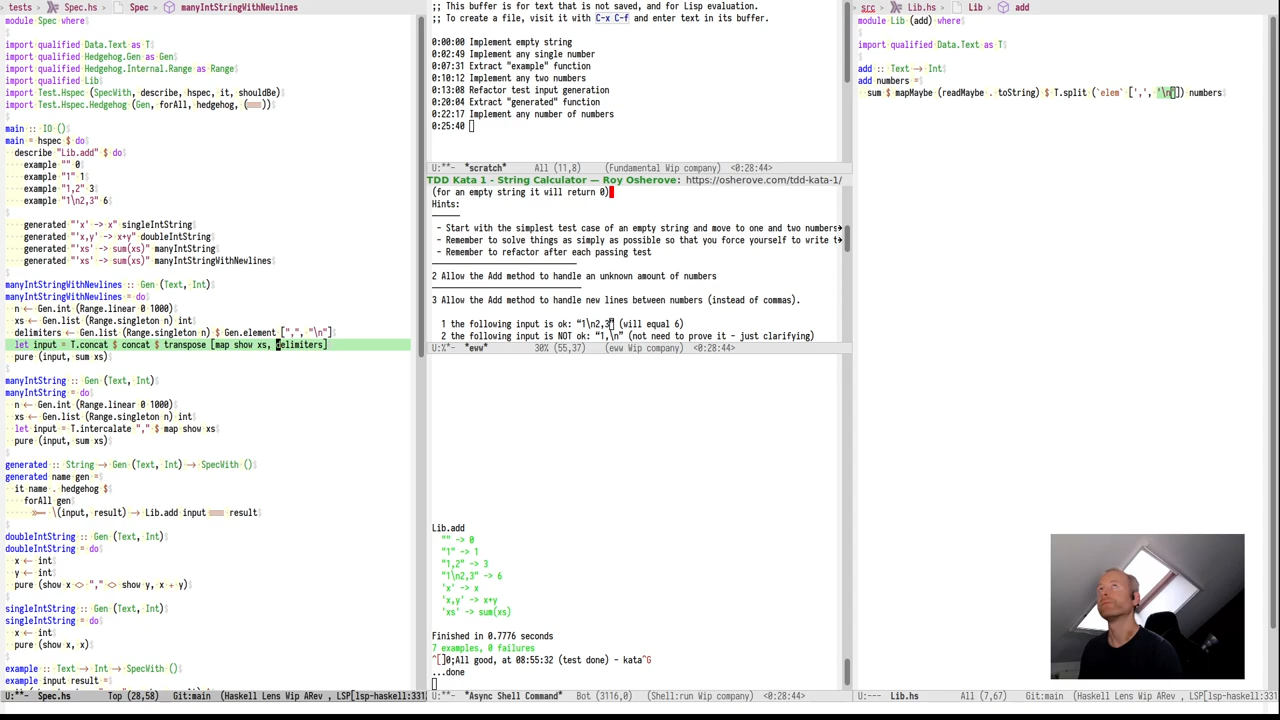 tests > Spec.hs > Spec > manyIntStringWithNewlines
module Spec where

import qualified Data.Text as T
import qualified Hedgehog.Gen as Gen
import qualified Hedgehog.Internal.Range as Range
import qualified Lib
import Test.Hspec (SpecWith, describe, hspec, it, shouldBe)
import Test.Hspec.Hedgehog (Gen, forAll, hedgehog, (===))

main :: IO ()
main = hspec $ do
describe "Lib.add" $ do
example "" 0
example "1" 1
example "1,2" 3
example "1\n2,3" 6

generated "'x' -> x" singleIntString
generated "'x,y' -> x+y" doubleIntString
generated "'xs' -> sum(xs)" manyIntString
generated "'xs' -> sum(xs)" manyIntStringWithNewlines

manyIntStringWithNewlines :: Gen (Text, Int)
manyIntStringWithNewlines = do
n ← Gen.int (Range.linear 0 1000)
xs ← Gen.list (Range.singleton n) int
delimiters ← Gen.list (Range.singleton n) $ Gen.element [",", "\n"]
let input = T.concat $ concat $ transpose [map show xs, delimiters]
pure (input, sum xs)

manyIntString :: Gen (Text, Int)
manyIntString = do
n ← Gen.int (Range.linear 0 1000)
xs ← Gen.list (Range.singleton n) int
let input = T.intercalate "," $ map show xs
pure (input, sum xs)

generated :: String → Gen (Text, Int) → SpecWith ()
generated name gen =
it name . hedgehog $
forAll gen
>>= \(input, result) → Lib.add input === result

doubleIntString :: Gen (Text, Int)
doubleIntString = do
x ← int
y ← int
pure (show x <> "," <> show y, x + y)

singleIntString :: Gen (Text, Int)
singleIntString = do
x ← int
pure (show x, x)

example :: Text → Int → SpecWith ()
example input result =
U:**- Spec.hs Top (28,58) Git:main (Haskell Lens Wip ARev , LSP[lsp-haskell:331
;; This buffer is for text that is not saved, and for Lisp evaluation.
;; To create a file, visit it with C-x C-f and enter text in its buffer.

0:00:00 Implement empty string
0:02:49 Implement any single number
0:07:31 Extract "example" function
0:10:12 Implement any two numbers
0:13:08 Refactor test input generation
0:20:04 Extract "generated" function
0:22:17 Implement any number of numbers
0:25:40
U:**- *scratch* All (11,8) (Fundamental Wip company) <0:28:44>
TDD Kata 1 - String Calculator — Roy Osherove: https://osherove.com/tdd-kata-1/
(for an empty string it will return 0)
Hints:
- Start with the simplest test case of an empty string and move to one and two numbers
- Remember to solve things as simply as possible so that you force yourself to write t
- Remember to refactor after each passing test
2 Allow the Add method to handle an unknown amount of numbers
3 Allow the Add method to handle new lines between numbers (instead of commas).
1 the following input is ok: “1\n2,3” (will equal 6)
2 the following input is NOT ok: “1,\n” (not need to prove it - just clarifying)
U:%*- *eww* 30% (55,37) (eww Wip company) <0:28:44>
Lib.add
"" -> 0
"1" -> 1
"1,2" -> 3
"1\n2,3" -> 6
'x' -> x
'x,y' -> x+y
'xs' -> sum(xs)

Finished in 0.7776 seconds
7 examples, 0 failures
^[]0;All good, at 08:55:32 (test done) - kata^G
...done
U:**- *Async Shell Command* Bot (3116,0) (Shell:run Wip company) <0:28:44>
src > Lib.hs > Lib > add
module Lib (add) where

import qualified Data.Text as T

add :: Text → Int
add numbers =
sum $ mapMaybe (readMaybe . toString) $ T.split (`elem` [',', '\n']) numbers
U:--- Lib.hs All (7,67) Git:main (Haskell Lens Wip ARev , LSP[lsp-haskell:331